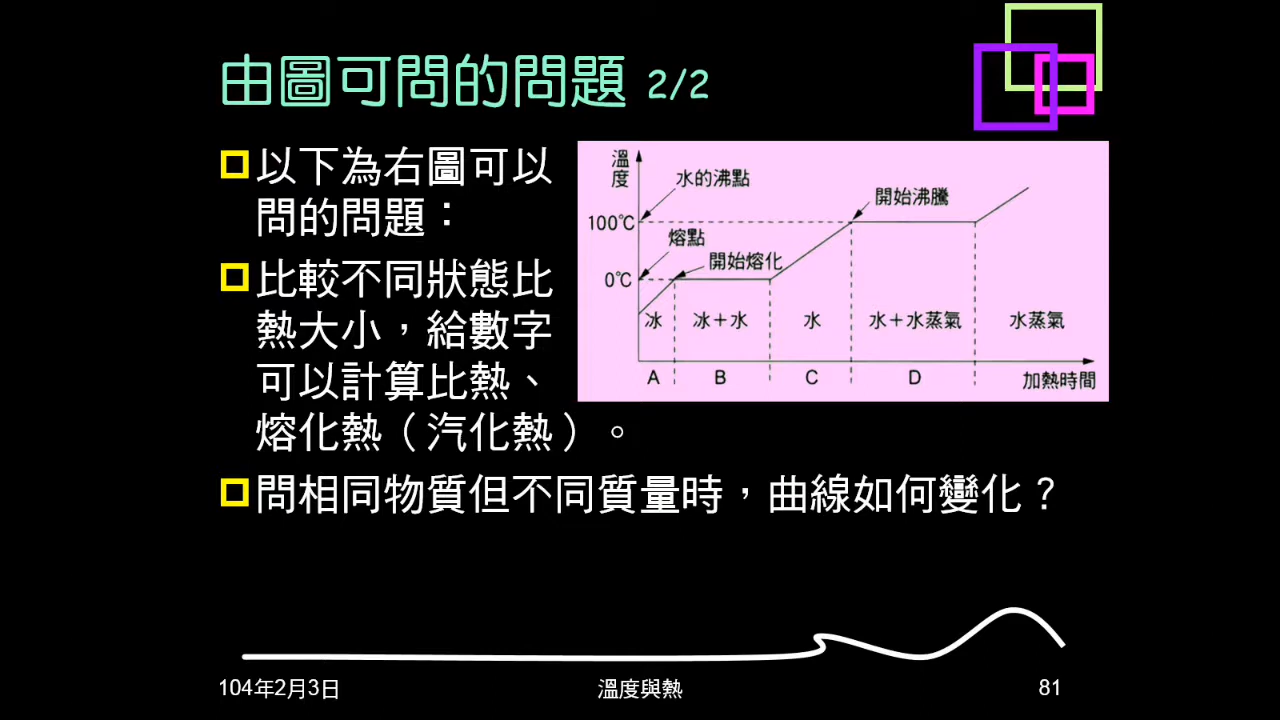 由圖可問的問題 2/2
以下為右圖可以
問的問題：
比較不同狀態比
熱大小，給數字
可以計算比熱、
熔化熱（汽化熱）。
問相同物質但不同質量時，曲線如何變化？
溫度
水的沸點
開始沸騰
100℃
熔點
開始熔化
0℃
冰
冰＋水
水
水＋水蒸氣
水蒸氣
A
B
C
D
加熱時間
104年2月3日
溫度與熱
81